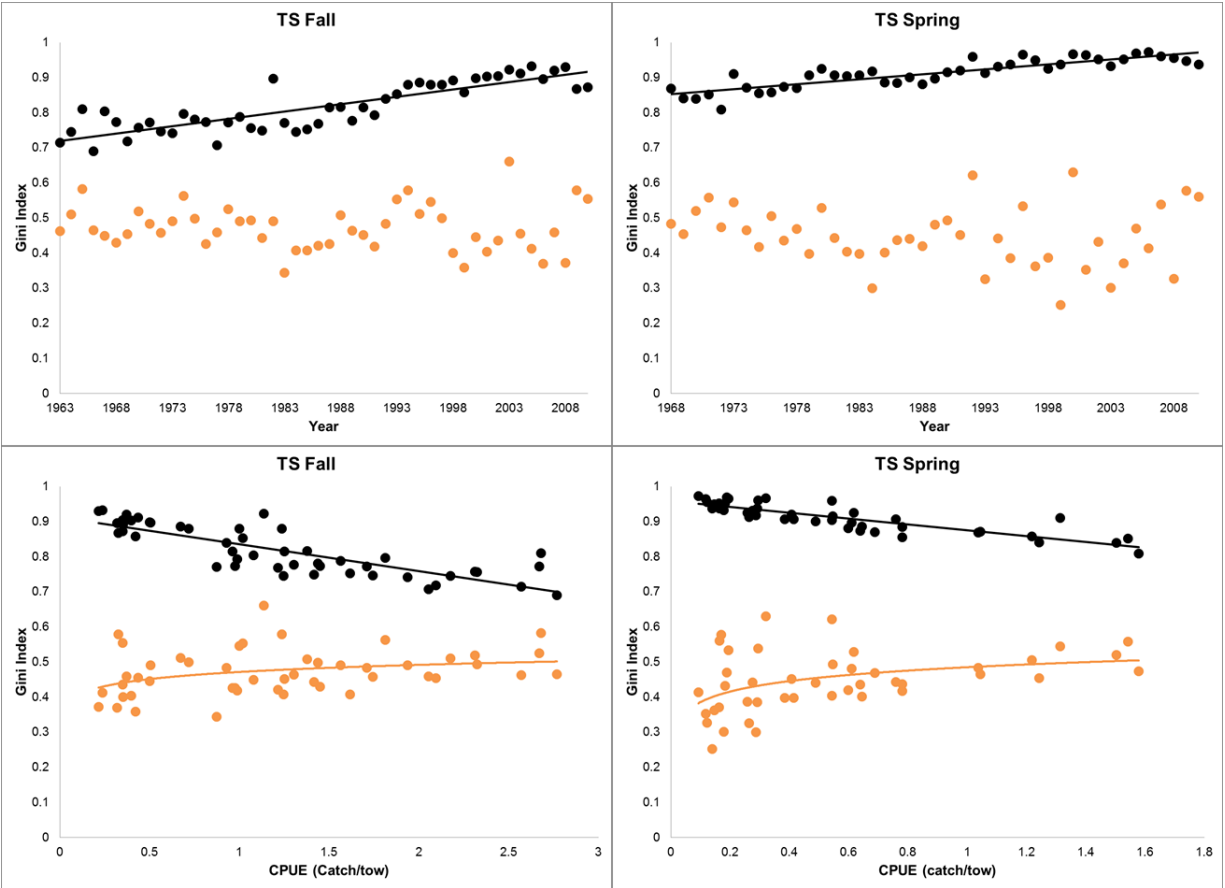 TS Fall
1
0.9
0.8
0.7
0.6
0.5
0.4
0.3
0.2
0.1
0
Gini Index
1963 1968 1973 1978 1983 1988 1993 1998 2003 2008
Year
TS Spring
1
0.9
0.8
0.7
0.6
0.5
0.4
0.3
0.2
0.1
0
Gini Index
1968 1973 1978 1983 1988 1993 1998 2003 2008
Year
TS Fall
1
0.9
0.8
0.7
0.6
0.5
0.4
0.3
0.2
0.1
0
Gini Index
0 0.5 1 1.5 2 2.5 3
CPUE (Catch/tow)
TS Spring
1
0.9
0.8
0.7
0.6
0.5
0.4
0.3
0.2
0.1
0
Gini Index
0 0.2 0.4 0.6 0.8 1 1.2 1.4 1.6 1.8
CPUE (catch/tow)